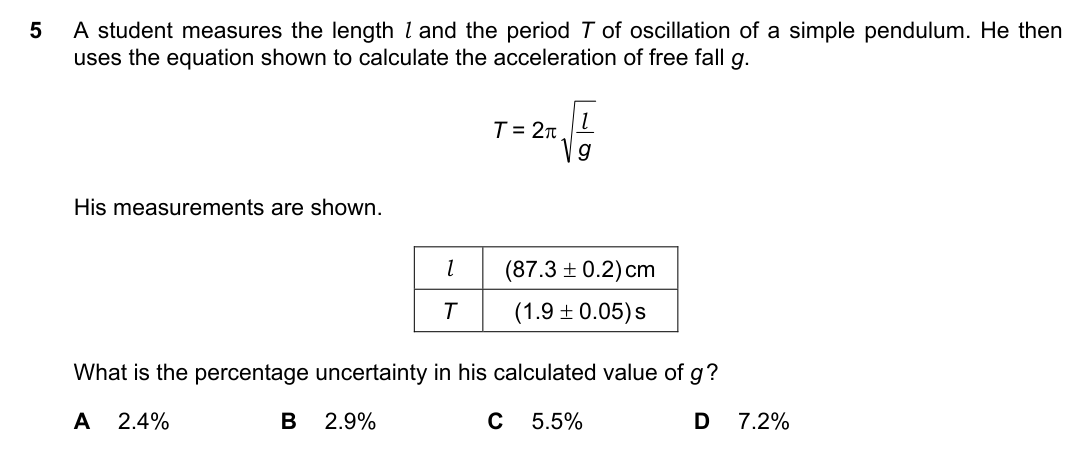 5 A student measures the length l and the period T of oscillation of a simple pendulum. He then
uses the equation shown to calculate the acceleration of free fall g.
T = 2π√(l/g)
His measurements are shown.
l (87.3 ± 0.2) cm
T (1.9 ± 0.05) s
What is the percentage uncertainty in his calculated value of g?
A 2.4% B 2.9% C 5.5% D 7.2%